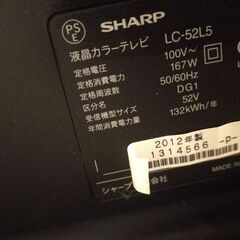 PS
E
SHARP
液晶カラーテレビ LC-52L5
定格電圧 100V~
定格消費電力 167W
定格周波数 50/60Hz
区分名 DG1
受信機型サイズ 52V
年間消費電力量 132kWh/年
2012年製
1314566 -P-
シャープ
MADE IN